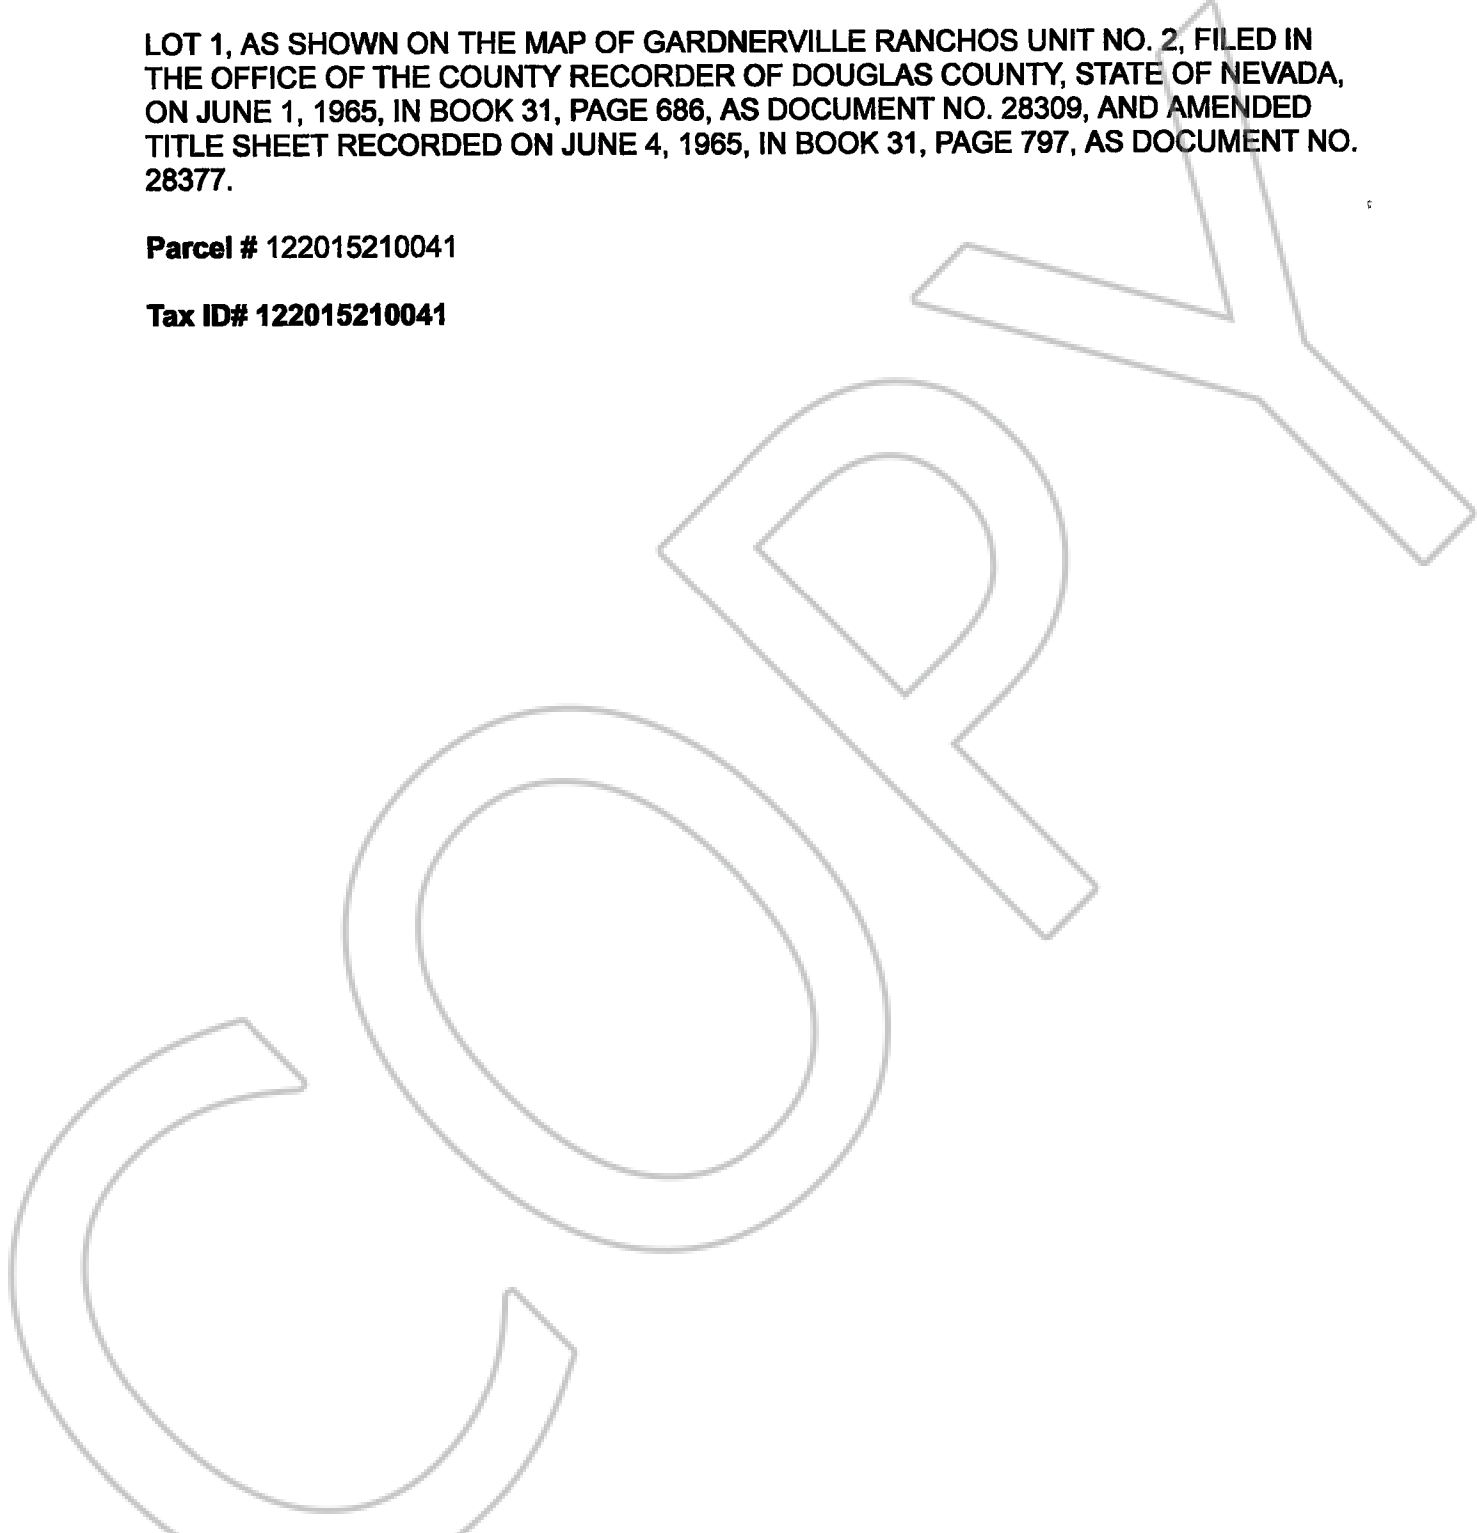 LOT 1, AS SHOWN ON THE MAP OF GARDNERVILLE RANCHOS UNIT NO. 2, FILED IN
THE OFFICE OF THE COUNTY RECORDER OF DOUGLAS COUNTY, STATE OF NEVADA,
ON JUNE 1, 1965, IN BOOK 31, PAGE 686, AS DOCUMENT NO. 28309, AND AMENDED
TITLE SHEET RECORDED ON JUNE 4, 1965, IN BOOK 31, PAGE 797, AS DOCUMENT NO.
28377.
Parcel # 122015210041
Tax ID# 122015210041
COPY